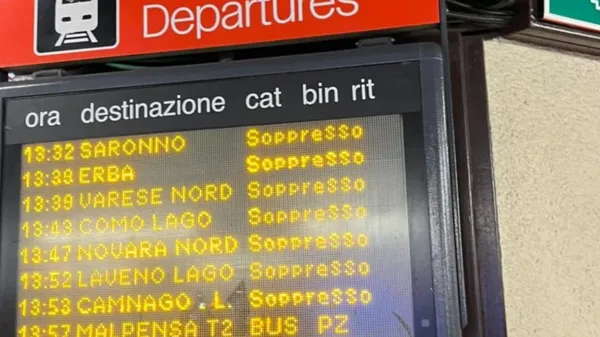 Departures
ora destinazione cat bin rit
13:32 SARONNO Soppresso
13:38 ERBA Soppresso
13:39 VARESE NORD Soppresso
13:43 COMO LAGO Soppresso
13:47 NOVARA NORD Soppresso
13:52 LAVENO LAGO Soppresso
13:53 CAMNAGO .L. Soppresso
13:57 MALPENSA T2 BUS PZ